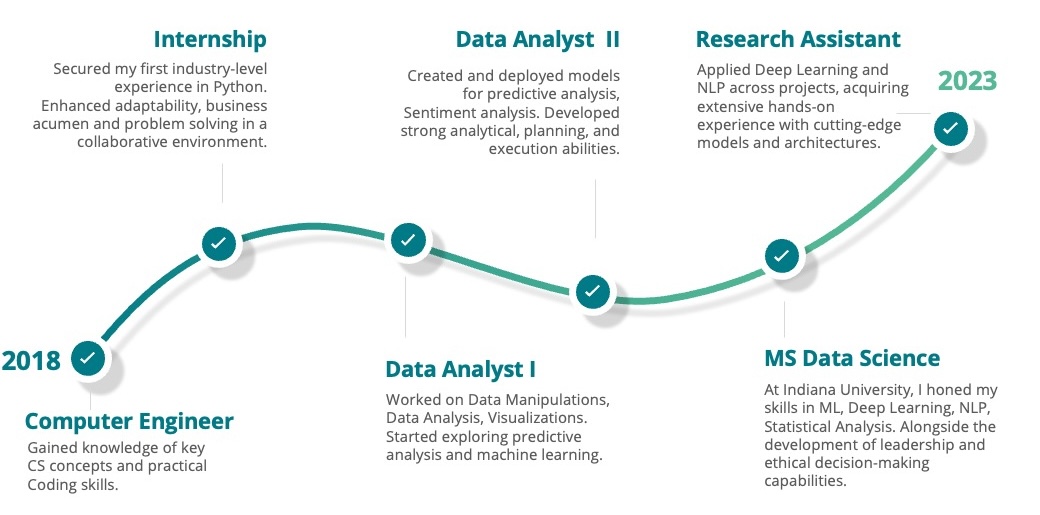 Internship
Secured my first industry-level
experience in Python.
Enhanced adaptability, business
acumen and problem solving in a
collaborative environment.
Data Analyst  II
Created and deployed models
for predictive analysis,
Sentiment analysis. Developed
strong analytical, planning, and
execution abilities.
Research Assistant
Applied Deep Learning and
NLP across projects, acquiring
extensive hands-on
experience with cutting-edge
models and architectures.
2023
2018
Computer Engineer
Gained knowledge of key
CS concepts and practical
Coding skills.
Data Analyst I
Worked on Data Manipulations,
Data Analysis, Visualizations.
Started exploring predictive
analysis and machine learning.
MS Data Science
At Indiana University, I honed my
skills in ML, Deep Learning, NLP,
Statistical Analysis. Alongside the
development of leadership and
ethical decision-making
capabilities.